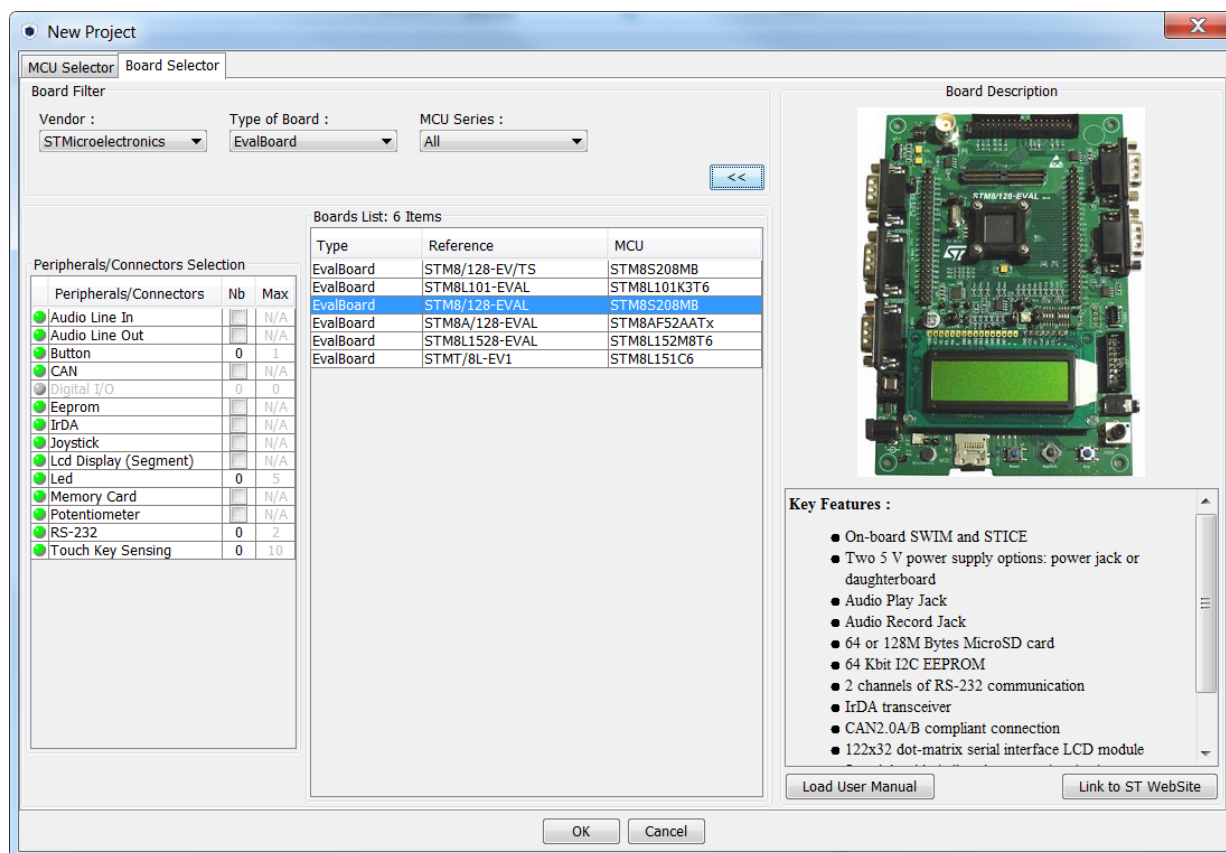 New Project
MCU Selector Board Selector
Board Filter
Vendor : Type of Board : MCU Series :
STMicroelectronics EvalBoard All
<<
Peripherals/Connectors Selection
Peripherals/Connectors Nb Max
Audio Line In N/A
Audio Line Out N/A
Button 0 1
CAN N/A
Digital I/O 0 0
Eeprom N/A
IrDA N/A
Joystick N/A
Lcd Display (Segment) N/A
Led 0 5
Memory Card N/A
Potentiometer N/A
RS-232 0 2
Touch Key Sensing 0 10
Boards List: 6 Items
Type Reference MCU
EvalBoard STM8/128-EV/TS STM8S208MB
EvalBoard STM8L101-EVAL STM8L101K3T6
EvalBoard STM8/128-EVAL STM8S208MB
EvalBoard STM8A/128-EVAL STM8AF52AATx
EvalBoard STM8L1528-EVAL STM8L152M8T6
EvalBoard STMT/8L-EV1 STM8L151C6
Board Description
STM8/128-EVAL
ST
Key Features :
On-board SWIM and STICE
Two 5 V power supply options: power jack or
daughterboard
Audio Play Jack
Audio Record Jack
64 or 128M Bytes MicroSD card
64 Kbit I2C EEPROM
2 channels of RS-232 communication
IrDA transceiver
CAN2.0A/B compliant connection
122x32 dot-matrix serial interface LCD module
Load User Manual Link to ST WebSite
OK Cancel